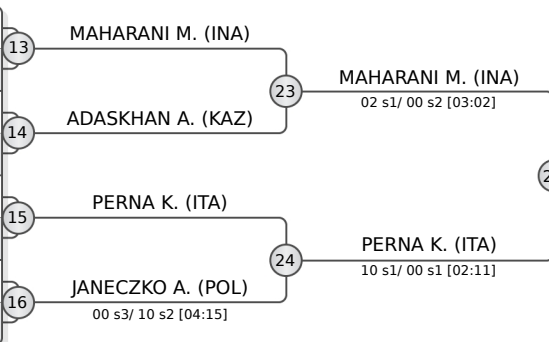 MAHARANI M. (INA)
13
23
MAHARANI M. (INA)
02 s1/ 00 s2 [03:02]
ADASKHAN A. (KAZ)
14
PERNA K. (ITA)
15
24
PERNA K. (ITA)
10 s1/ 00 s1 [02:11]
JANECZKO A. (POL)
16
00 s3/ 10 s2 [04:15]